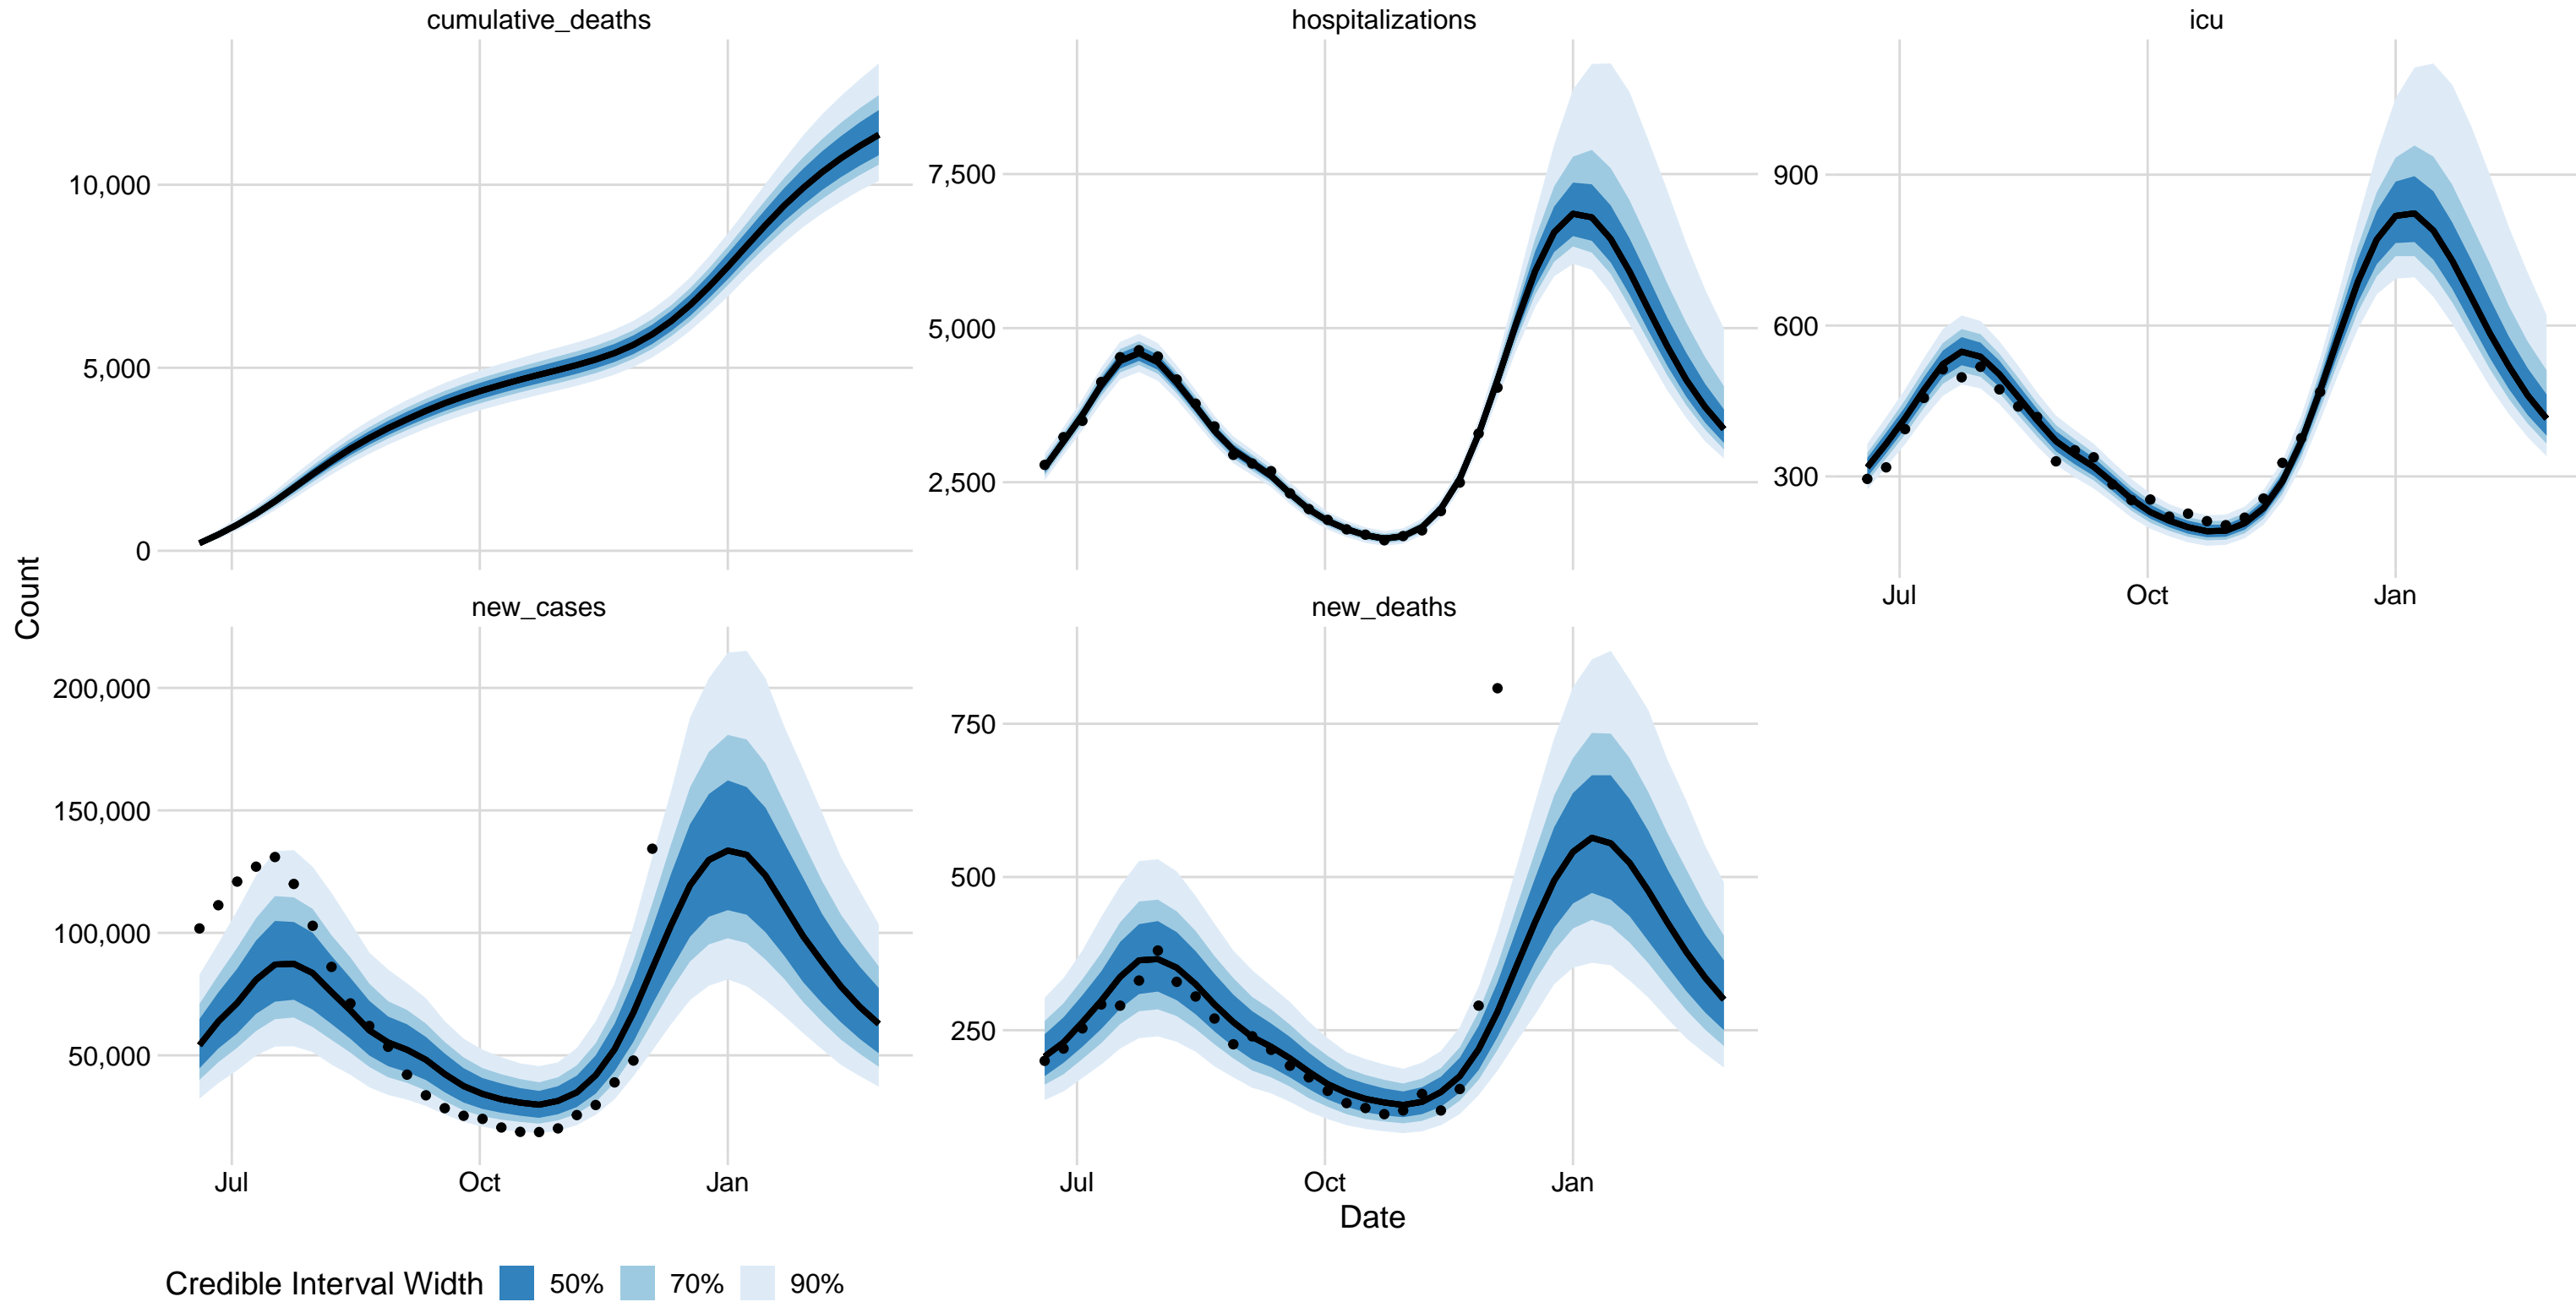 cumulative_deaths
hospitalizations
icu
10,000
5,000
0
7,500
5,000
2,500
900
600
300
Jul Oct Jan
Count
new_cases
new_deaths
200,000
150,000
100,000
50,000
750
500
250
Jul Oct Jan
Jul Oct Jan
Date
Credible Interval Width 50% 70% 90%